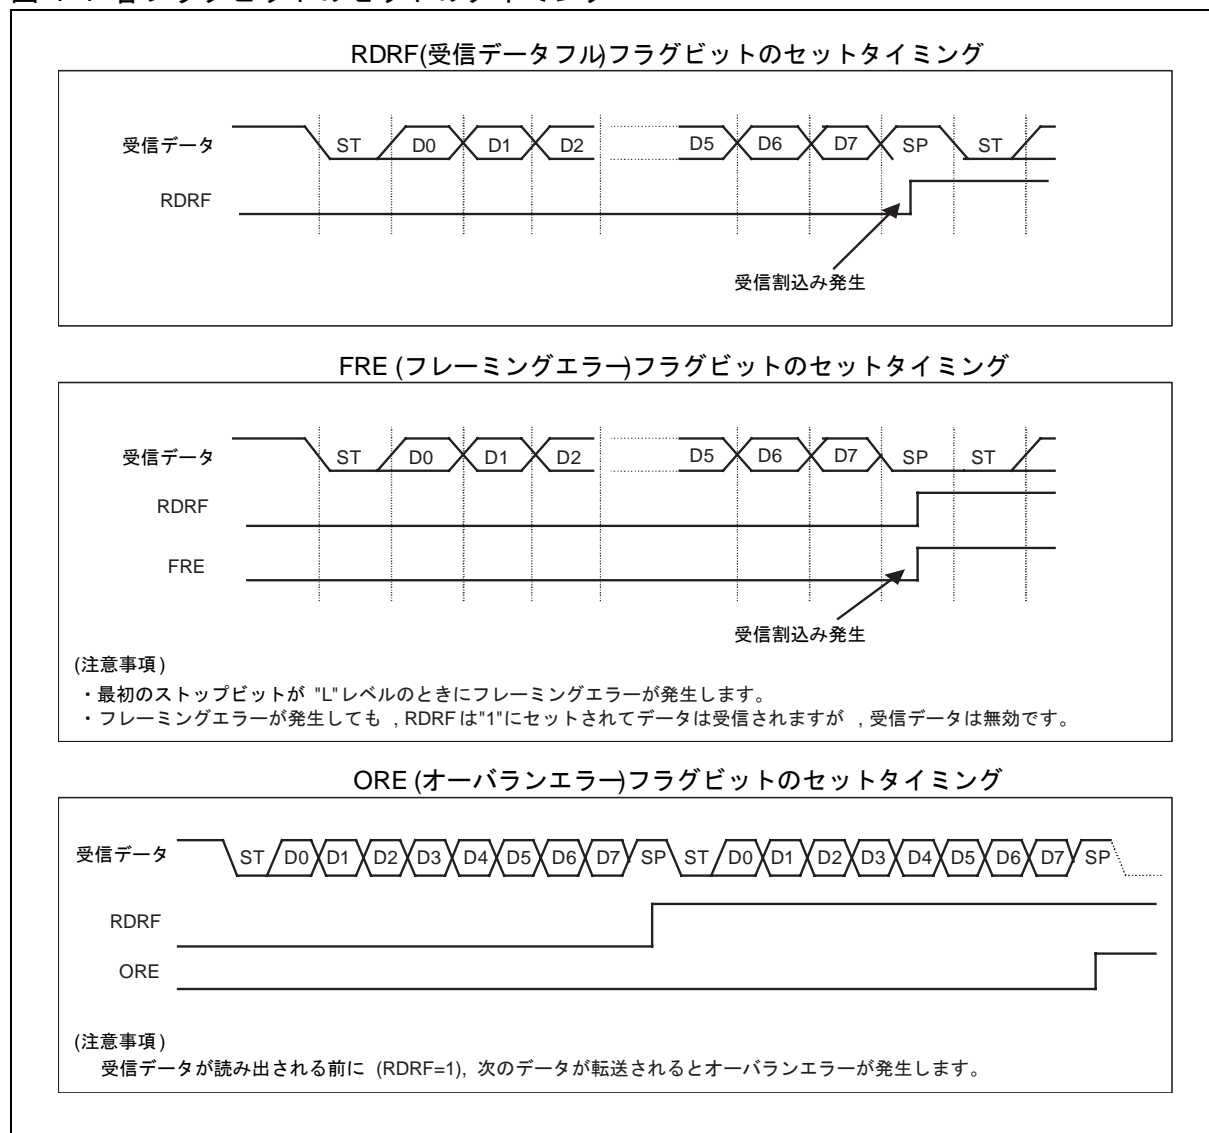 RDRF(受信データフル)フラグビットのセットタイミング
受信データ ST D0 D1 D2 D5 D6 D7 SP ST
RDRF
受信割込み発生
FRE (フレーミングエラー)フラグビットのセットタイミング
受信データ ST D0 D1 D2 D5 D6 D7 SP ST
RDRF
FRE
受信割込み発生
(注意事項)
・最初のストップビットが "L"レベルのときにフレーミングエラーが発生します。
・フレーミングエラーが発生しても , RDRF は"1"にセットされてデータは受信されますが , 受信データは無効です。
ORE (オーバランエラー)フラグビットのセットタイミング
受信データ ST D0 D1 D2 D3 D4 D5 D6 D7 SP ST D0 D1 D2 D3 D4 D5 D6 D7 SP
RDRF
ORE
(注意事項)
受信データが読み出される前に (RDRF=1), 次のデータが転送されるとオーバランエラーが発生します。